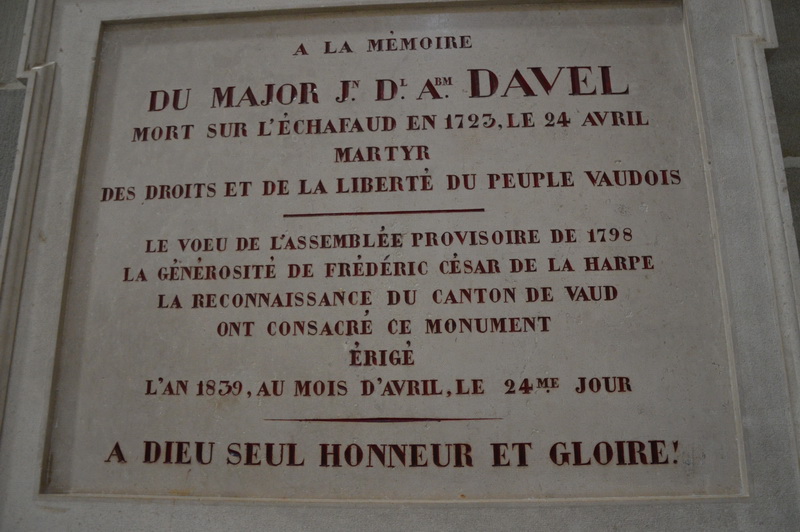 A LA MÉMOIRE
DU MAJOR J.N D.L A.BM DAVEL
MORT SUR L'ÉCHAFAUD EN 1723, LE 24 AVRIL
MARTYR
DES DROITS ET DE LA LIBERTÉ DU PEUPLE VAUDOIS
LE VOEU DE L'ASSEMBLÉE PROVISOIRE DE 1798
LA GÉNÉROSITÉ DE FRÉDÉRIC CÉSAR DE LA HARPE
LA RECONNAISSANCE DU CANTON DE VAUD
ONT CONSACRÉ CE MONUMENT
ÉRIGÉ
L'AN 1839, AU MOIS D'AVRIL, LE 24ME. JOUR
A DIEU SEUL HONNEUR ET GLOIRE!